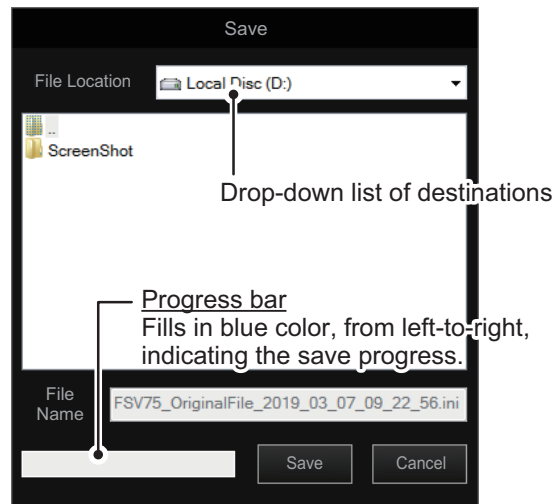 Save
File Location
Local Disc (D:)
..
ScreenShot
Drop-down list of destinations
Progress bar
Fills in blue color, from left-to-right,
indicating the save progress.
File
Name
FSV75_OriginalFile_2019_03_07_09_22_56.ini
Save
Cancel